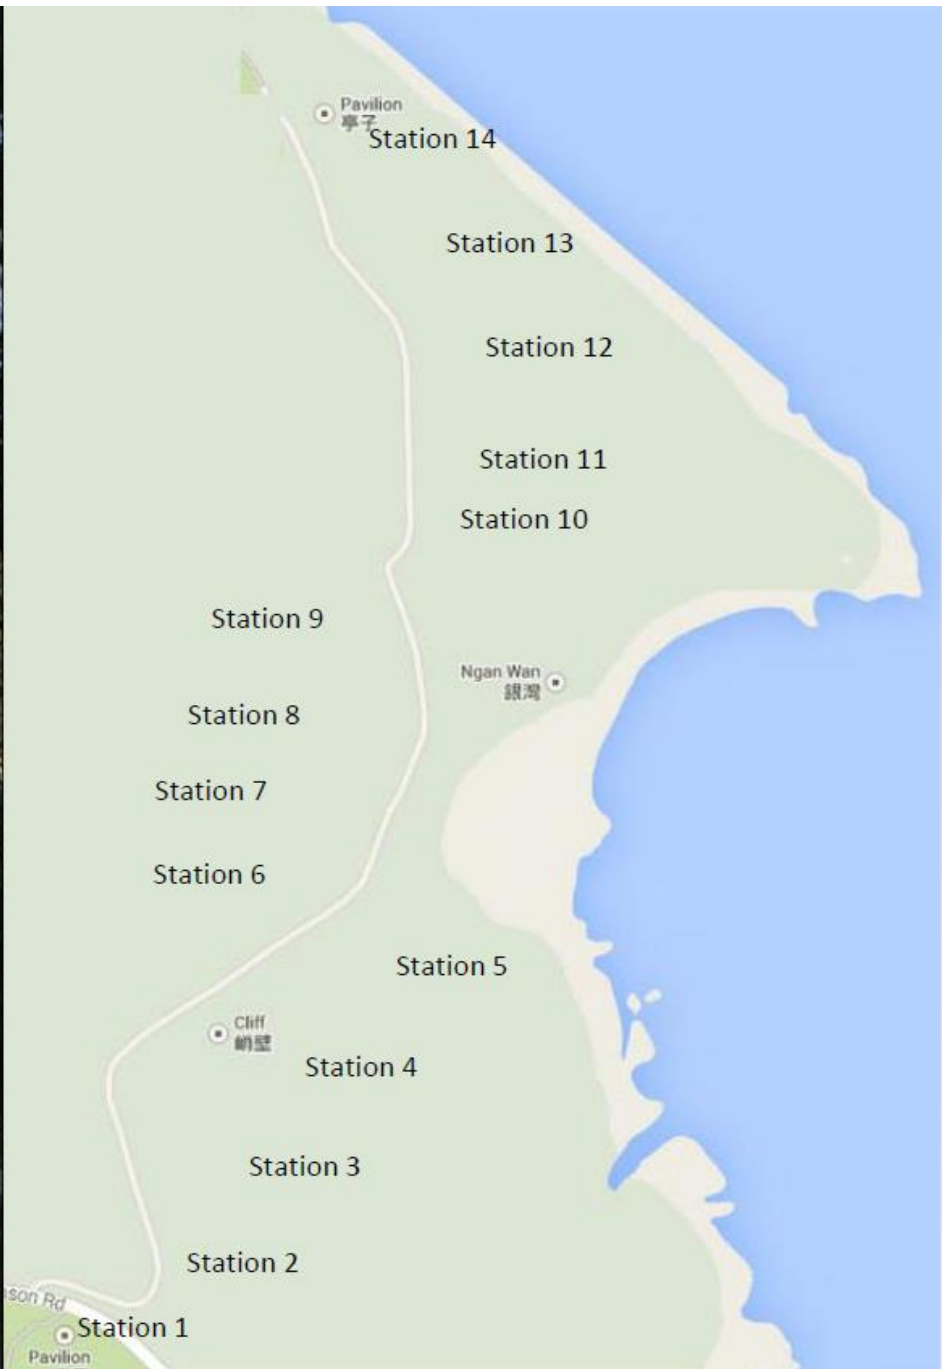 Pavilion
亭子
Station 14
Station 13
Station 12
Station 11
Station 10
Station 9
Ngan Wan
銀灣
Station 8
Station 7
Station 6
Station 5
Cliff
峭壁
Station 4
Station 3
Station 2
son Rd
Station 1
Pavilion